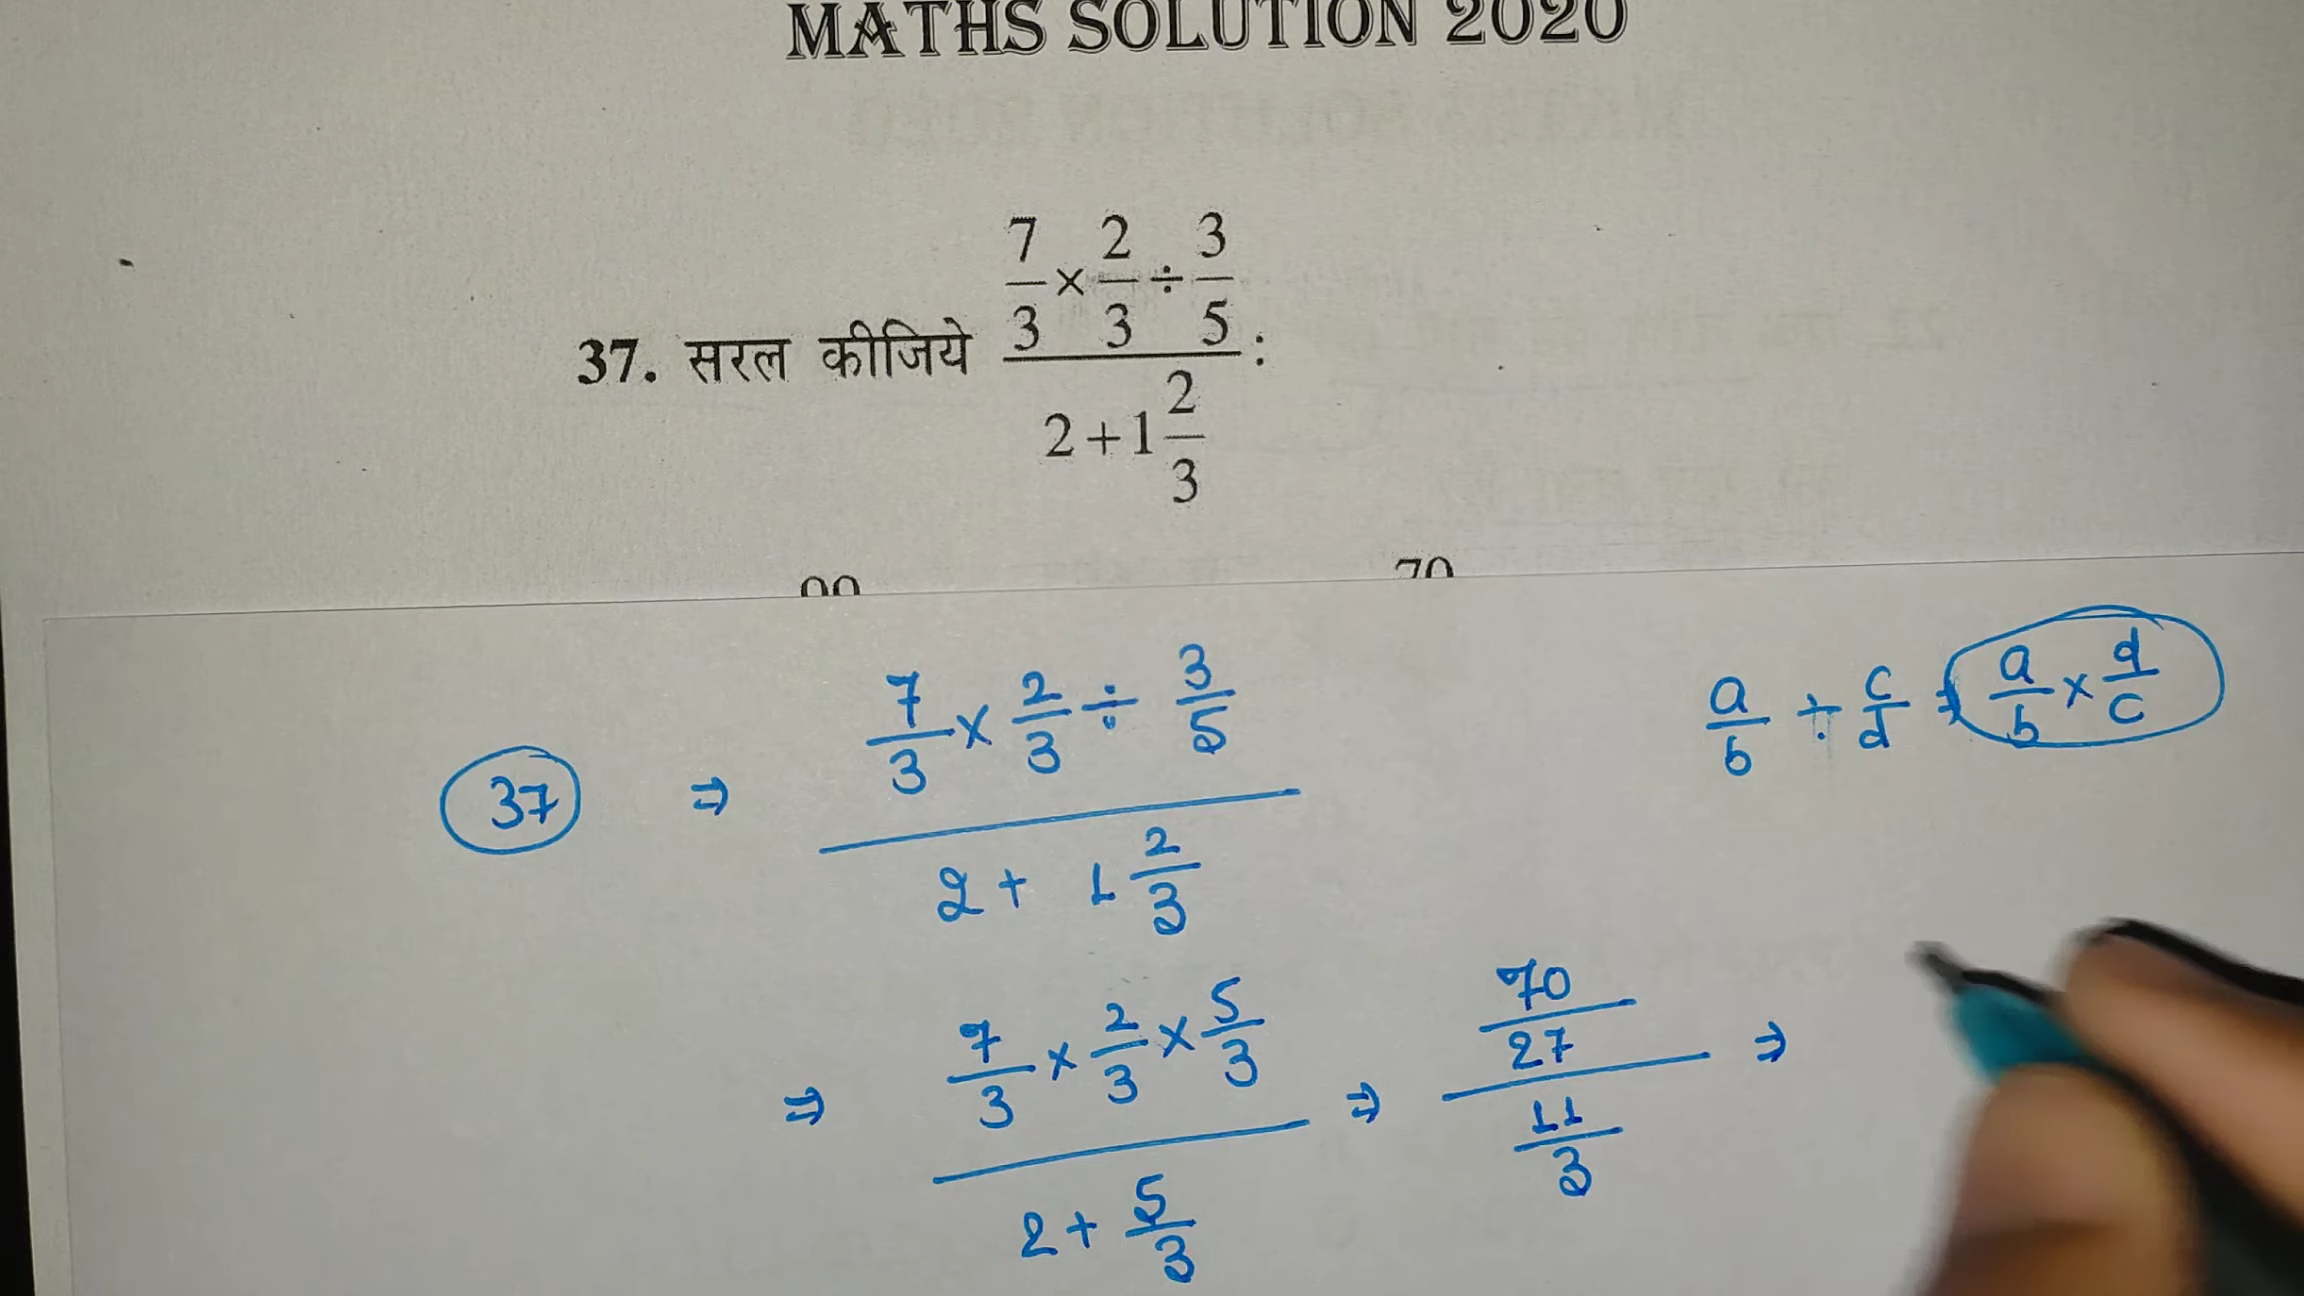 MATHS SOLUTION 2020
37. सरल कीजिये (7/3 × 2/3 ÷ 3/5) / (2 + 1 2/3) :
37 ⇒ (7/3 × 2/3 ÷ 3/5) / (2 + 1 2/3)
a/b ÷ c/d ⇒ a/b × d/c
⇒ (7/3 × 2/3 × 5/3) / (2 + 5/3) ⇒ (70/27) / (11/3) ⇒